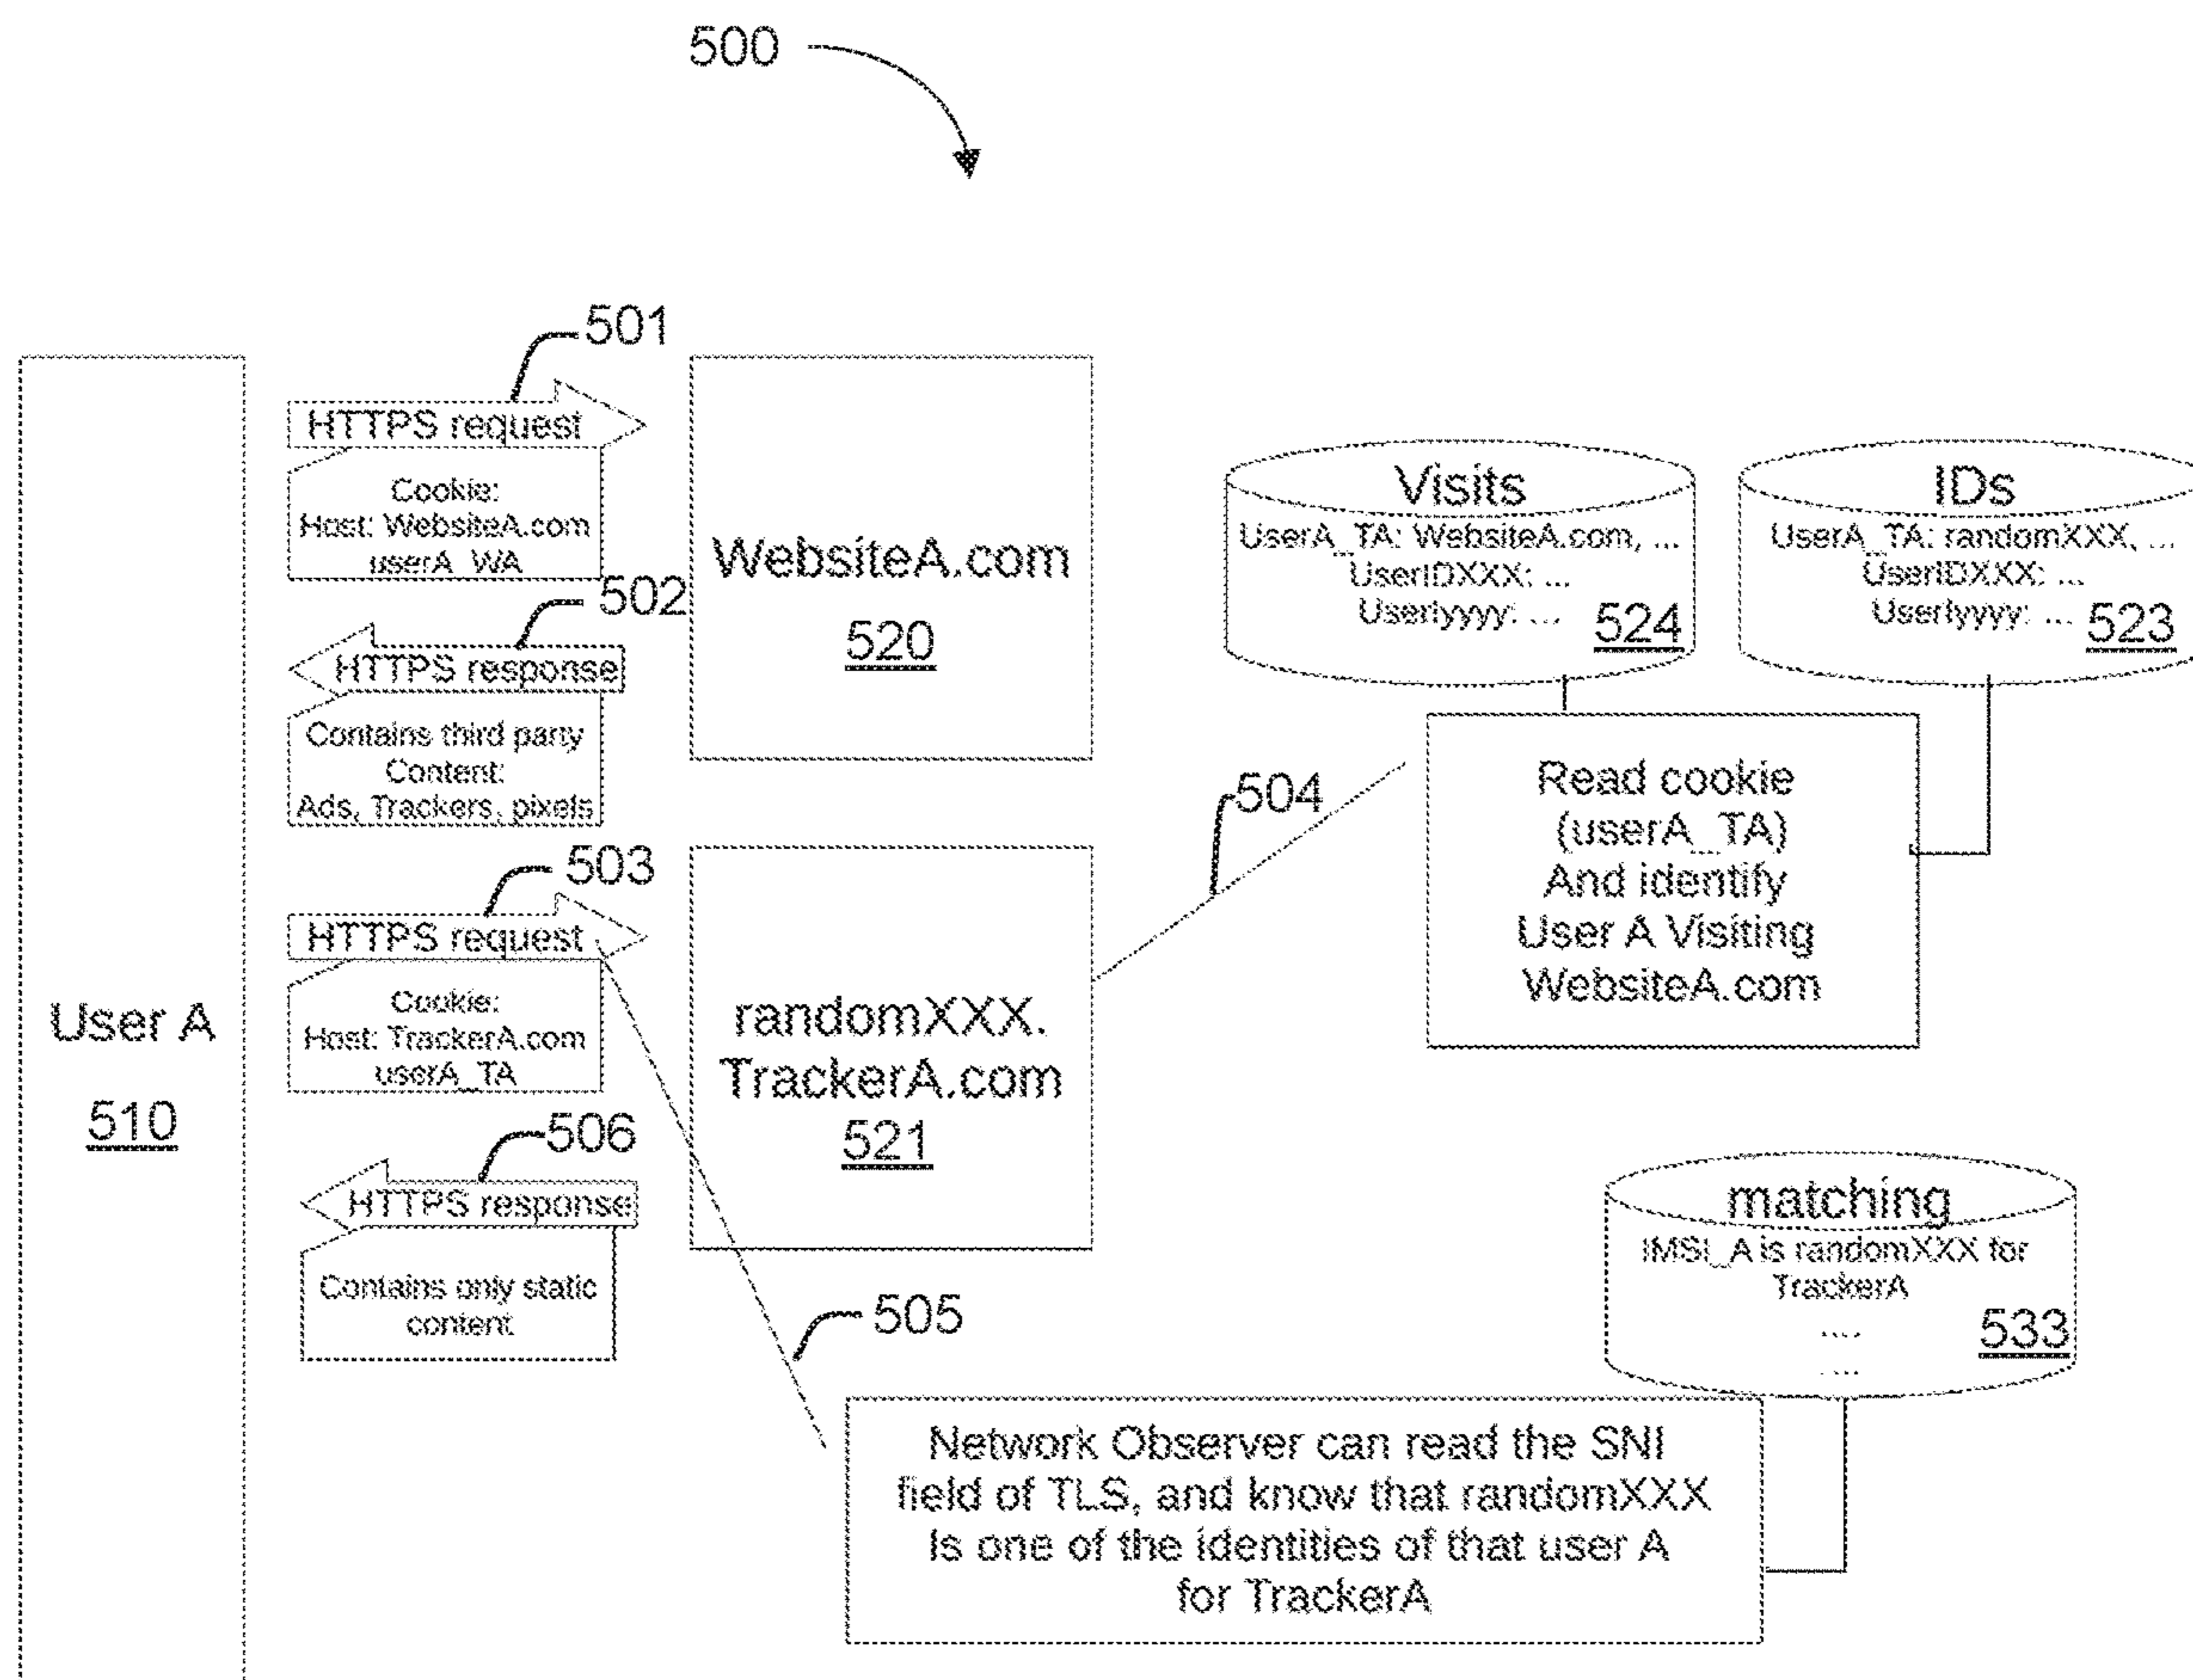 500
501
HTTPS request
Cookie:
Host: WebsiteA.com
userA_WA
502
HTTPS response
Contains third party
Content:
Ads, Trackers, pixels
503
HTTPS request
Cookie:
Host: TrackerA.com
userA_TA
506
HTTPS response
Contains only static
content
User A
510
WebsiteA.com
520
randomXXX.
TrackerA.com
521
504
505
Visits
UserA_TA: WebsiteA.com, ...
UserIDXXX: ...
UserIyyyy: ...
524
IDs
UserA_TA: randomXXX, ...
UserIDXXX: ...
UserIyyyy: ...
523
Read cookie
(userA_TA)
And identify
User A Visiting
WebsiteA.com
matching
IMSI_A is randomXXX for
TrackerA
....
....
533
Network Observer can read the SNI
field of TLS, and know that randomXXX
Is one of the identities of that user A
for TrackerA